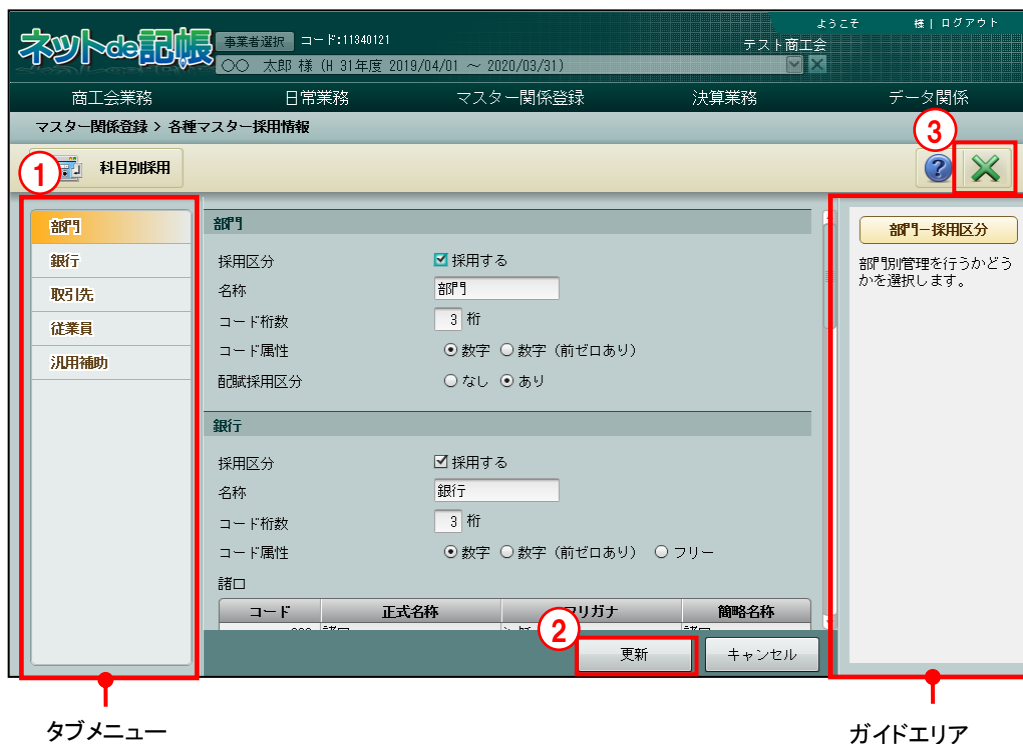 ようこそ 様 | ログアウト
ネットde記帳 事業者選択 コード:11340121 テスト商工会
○○ 太郎 様 (H 31年度 2019/04/01 ～ 2020/03/31)
商工会業務 日常業務 マスター関係登録 決算業務 データ関係
マスター関係登録 > 各種マスター採用情報
③
① 科目別採用 ?
部門
銀行
取引先
従業員
汎用補助
部門
採用区分 採用する
名称 部門
コード桁数 3 桁
コード属性 数字 数字 (前ゼロあり)
配賦採用区分 なし あり
銀行
採用区分 採用する
名称 銀行
コード桁数 3 桁
コード属性 数字 数字 (前ゼロあり) フリー
諸口
コード 正式名称 フリガナ 簡略名称
②
更新 キャンセル
部門－採用区分
部門別管理を行うかどう
かを選択します。
タブメニュー ガイドエリア